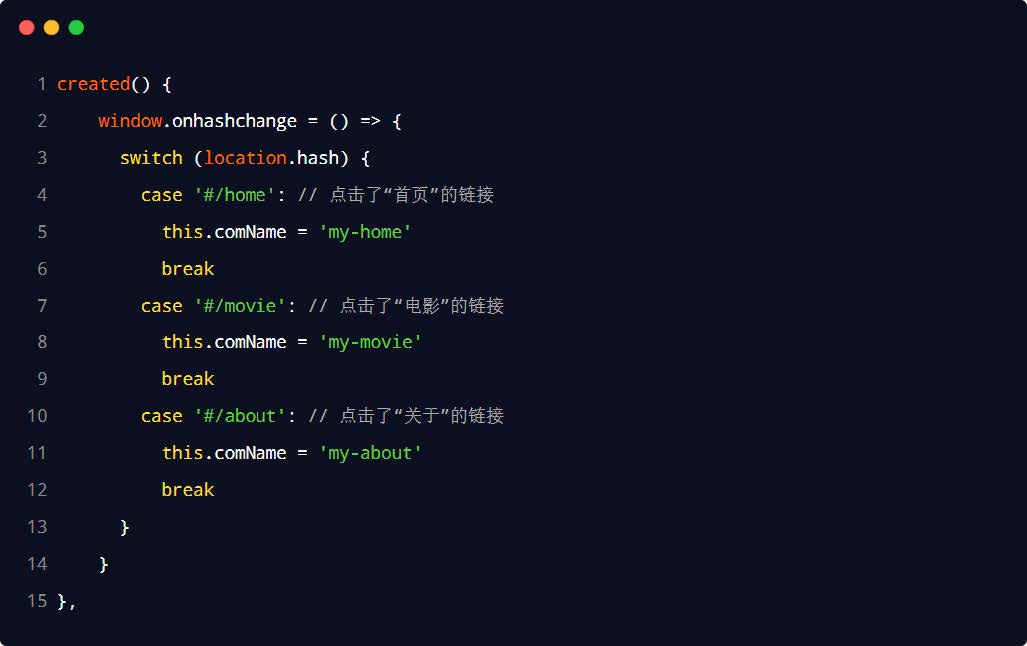 1 created() {
2     window.onhashchange = () => {
3       switch (location.hash) {
4         case '#/home': // 点击了“首页”的链接
5           this.comName = 'my-home'
6           break
7         case '#/movie': // 点击了“电影”的链接
8           this.comName = 'my-movie'
9           break
10         case '#/about': // 点击了“关于”的链接
11           this.comName = 'my-about'
12           break
13       }
14     }
15 },